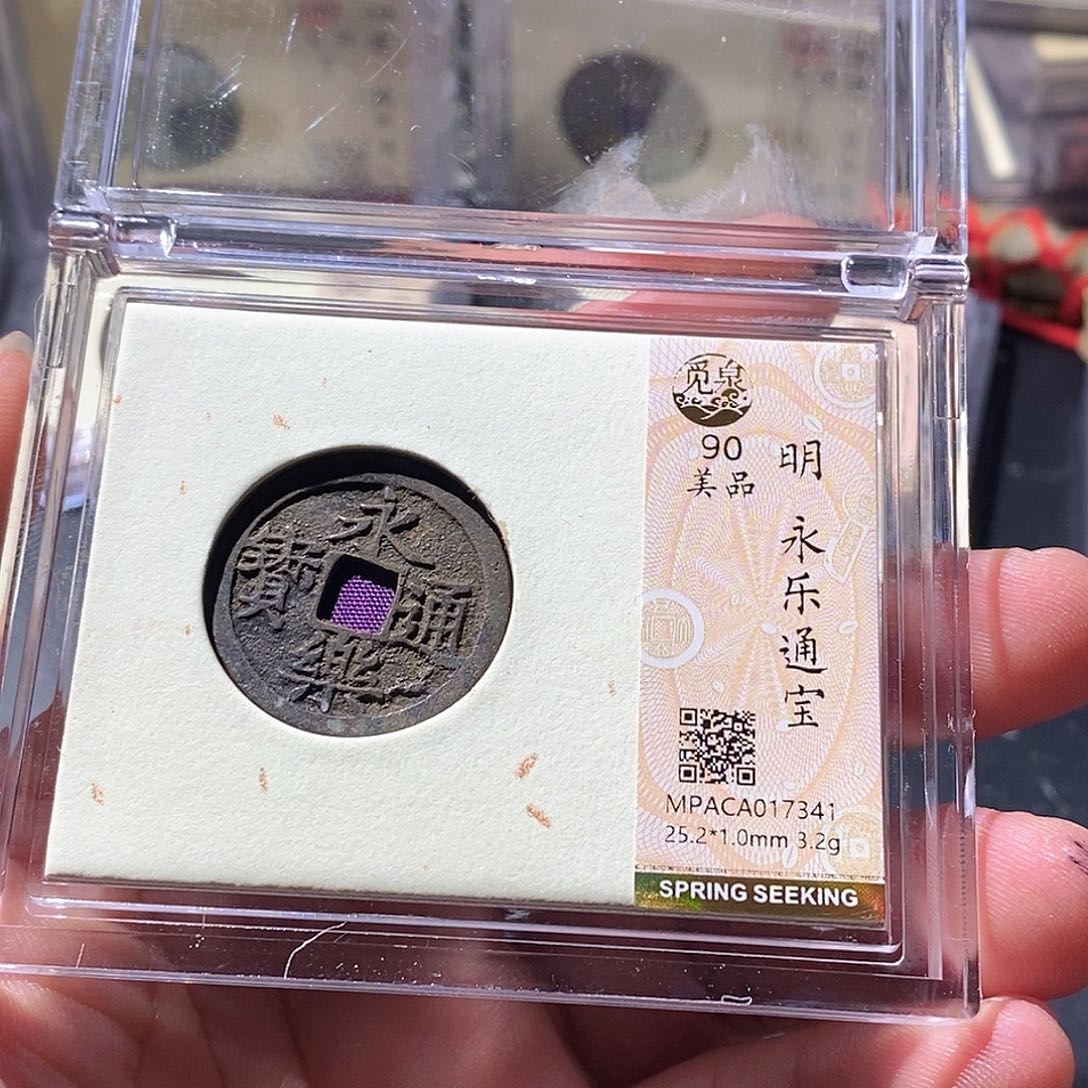 永樂通寶
觅泉
90
美品
明 永乐通宝
MPACA017341
25.2*1.0mm 3.2g
SPRING SEEKING